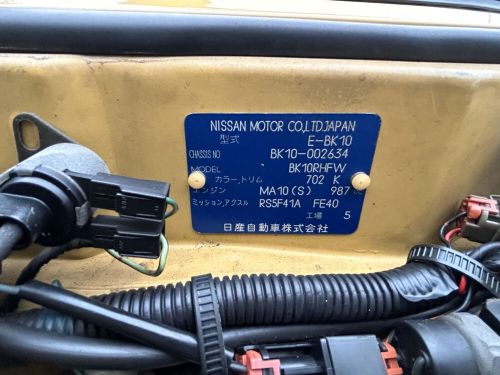 NISSAN MOTOR CO.,LTD.JAPAN
型式 E-BK10
CHASSIS NO BK10-002634
MODEL BK10RHFW
カラー,トリム 702 K
エンジン MA10(S) 987
ミッション,アクスル RS5F41A FE40
工場 5
日産自動車株式会社